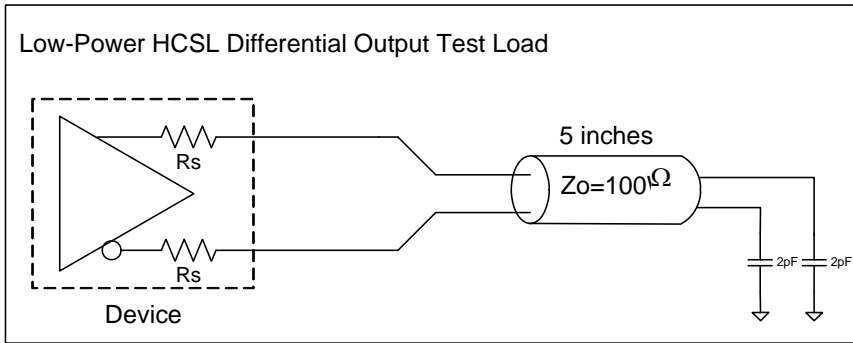 Low-Power HCSL Differential Output Test Load
Rs
5 inches
Zo=100Ω
Rs
2pF
2pF
Device